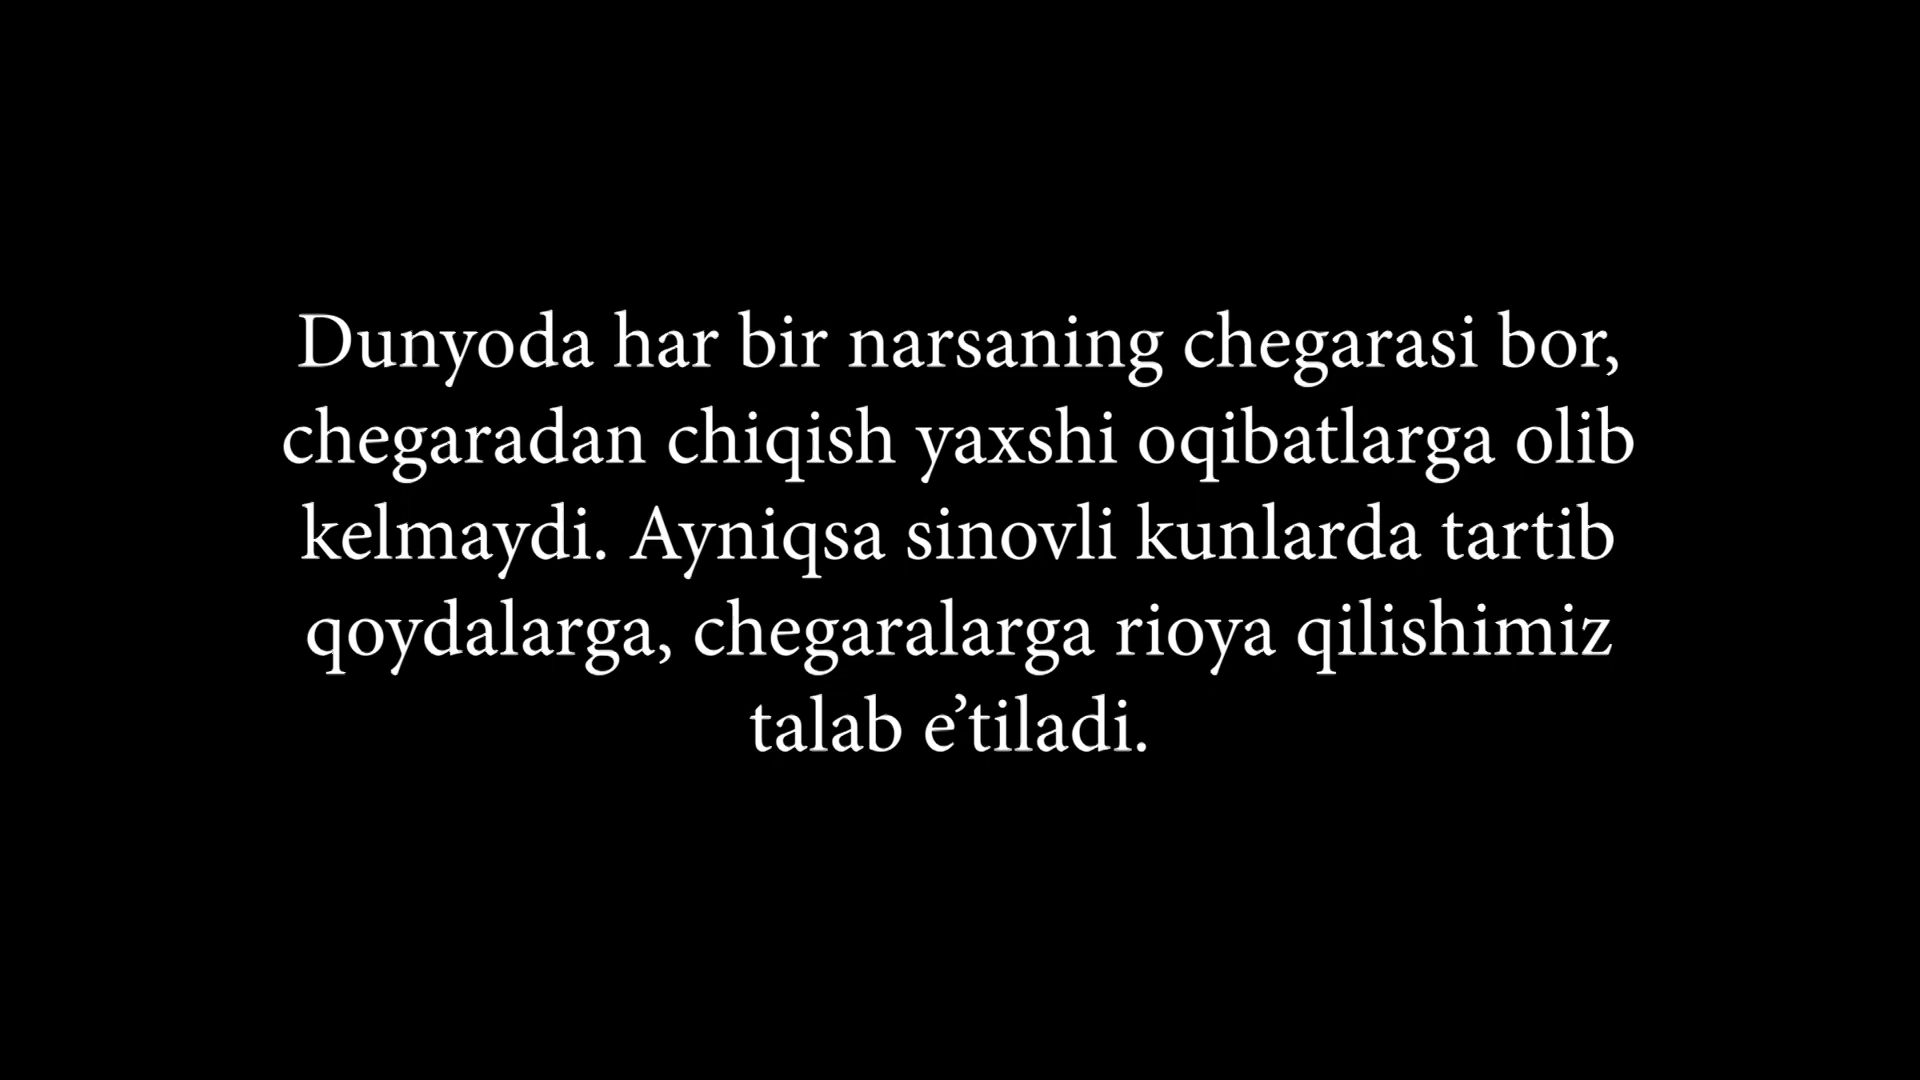 Dunyoda har bir narsaning chegarasi bor,
chegaradan chiqish yaxshi oqibatlarga olib
kelmaydi. Ayniqsa sinovli kunlarda tartib
qoydalarga, chegaralarga rioya qilishimiz
talab e’tiladi.